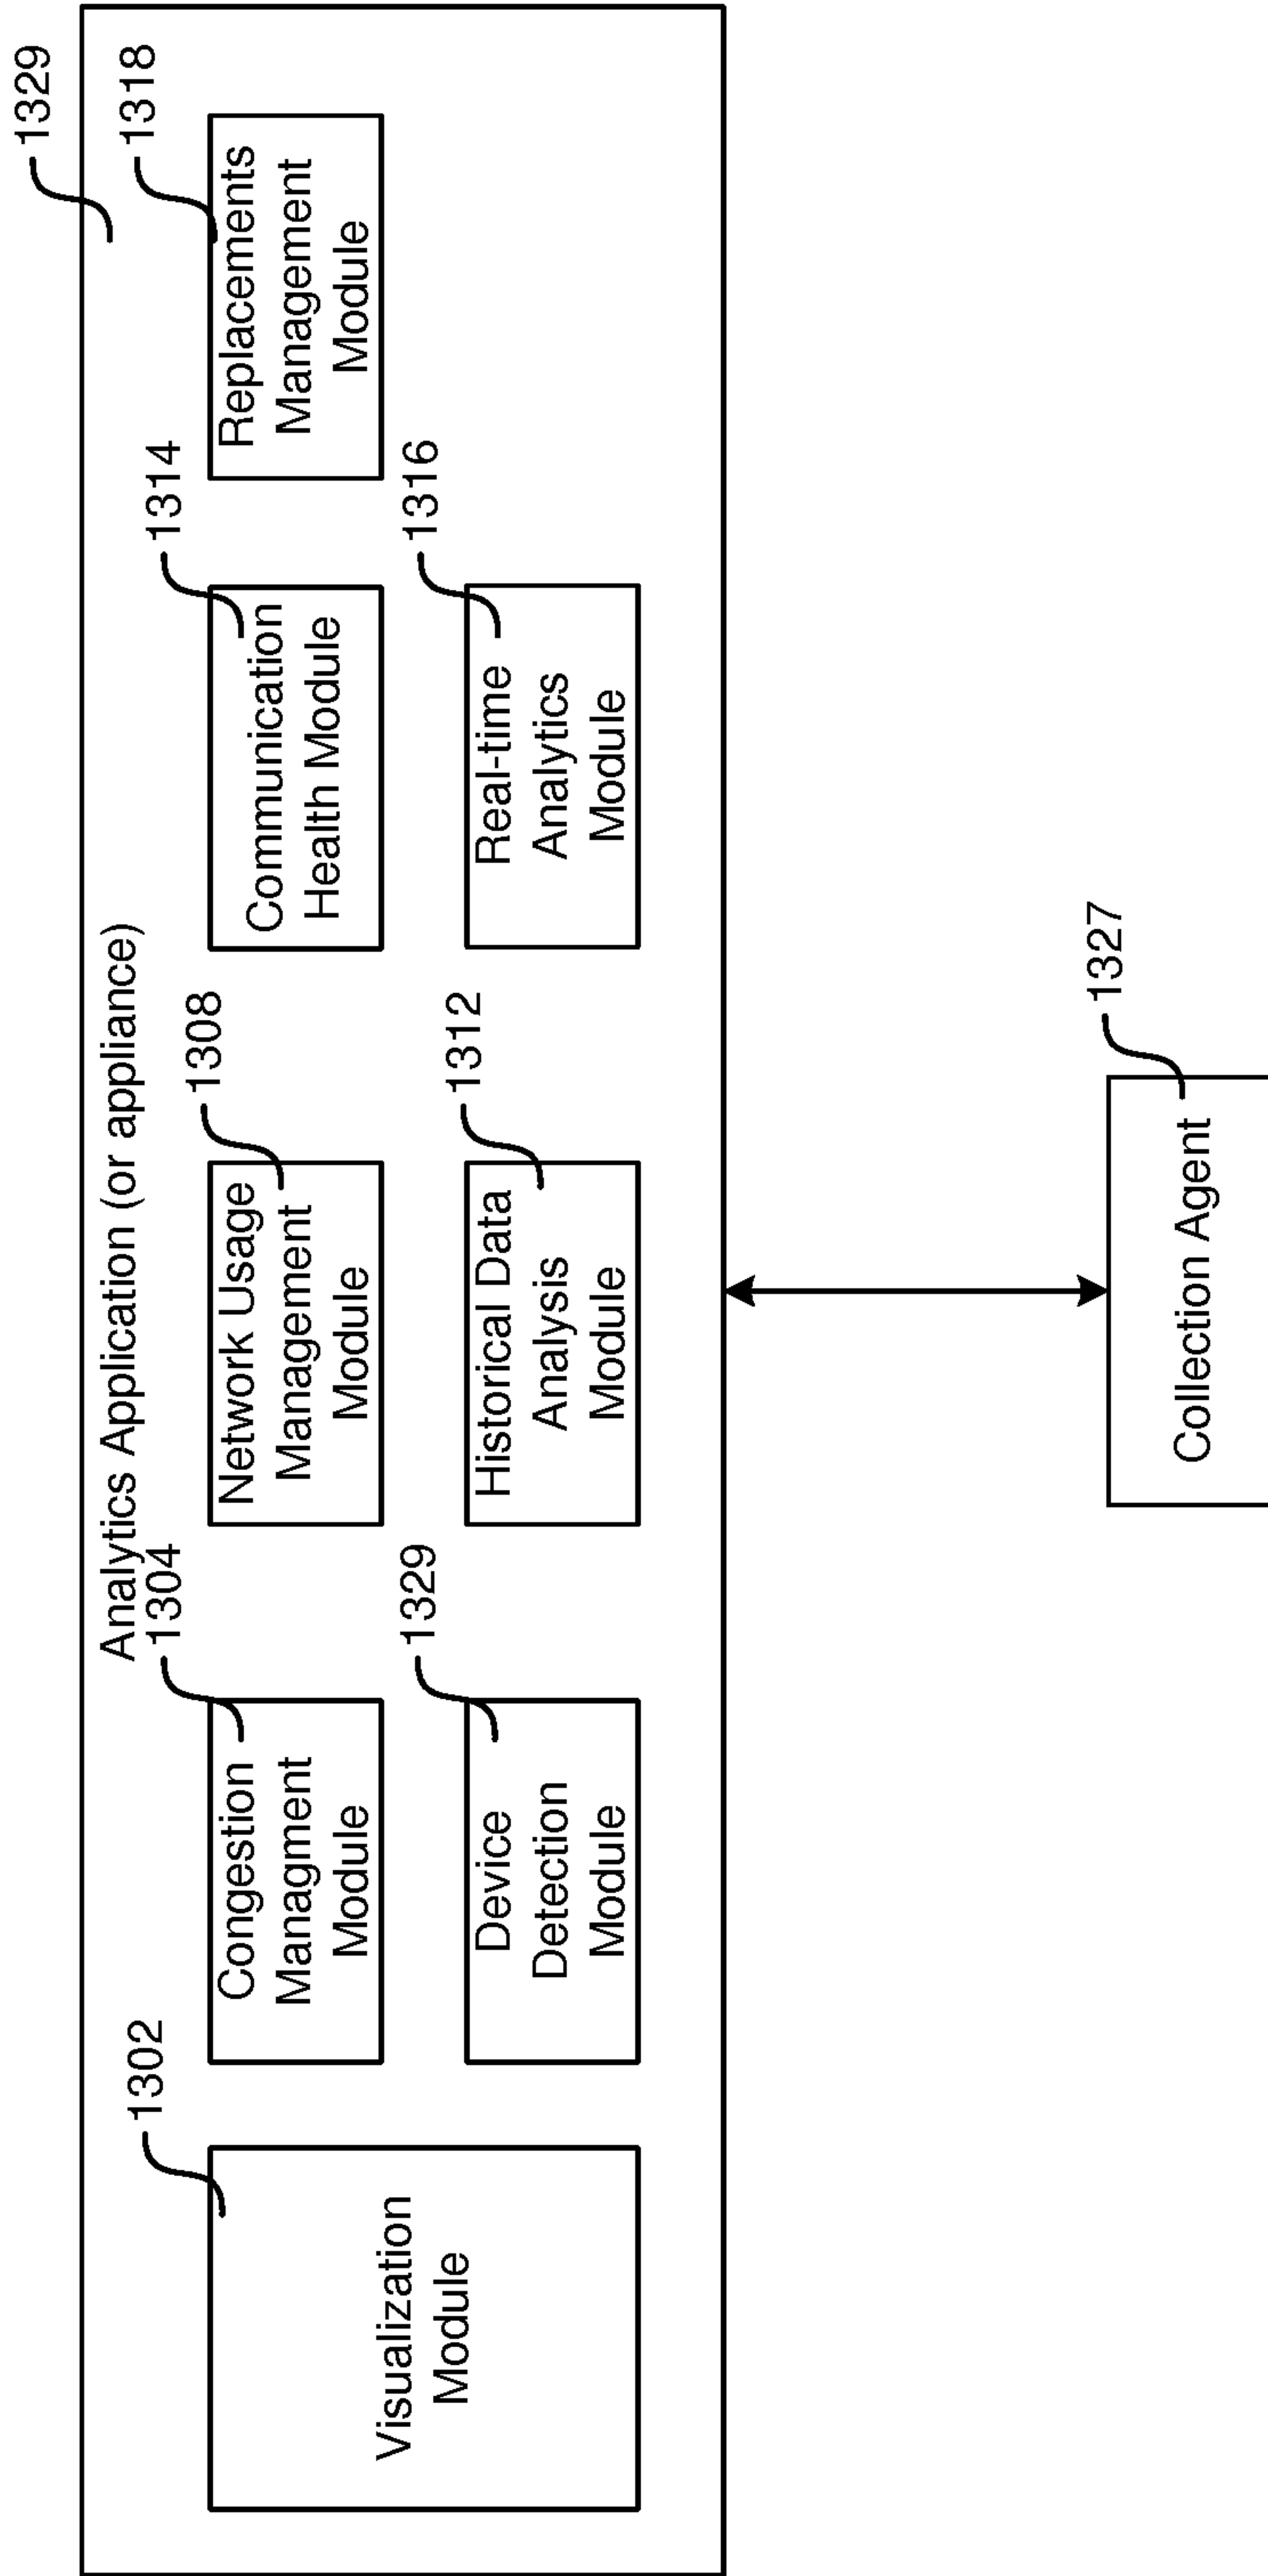 1329
Analytics Application (or appliance)
1302
Visualization
Module
1304
Congestion
Managment
Module
1308
Network Usage
Management
Module
1314
Communication
Health Module
1318
Replacements
Management
Module
1329
Device
Detection
Module
1312
Historical Data
Analysis
Module
1316
Real-time
Analytics
Module
1327
Collection Agent